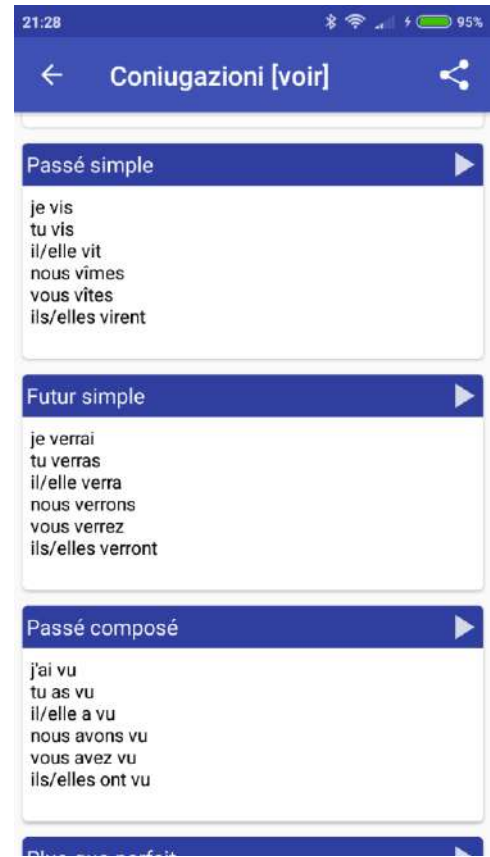 21:28 95%
Coniugazioni [voir]
Passé simple
je vis
tu vis
il/elle vit
nous vîmes
vous vîtes
ils/elles virent
Futur simple
je verrai
tu verras
il/elle verra
nous verrons
vous verrez
ils/elles verront
Passé composé
j'ai vu
tu as vu
il/elle a vu
nous avons vu
vous avez vu
ils/elles ont vu
Plus que parfait